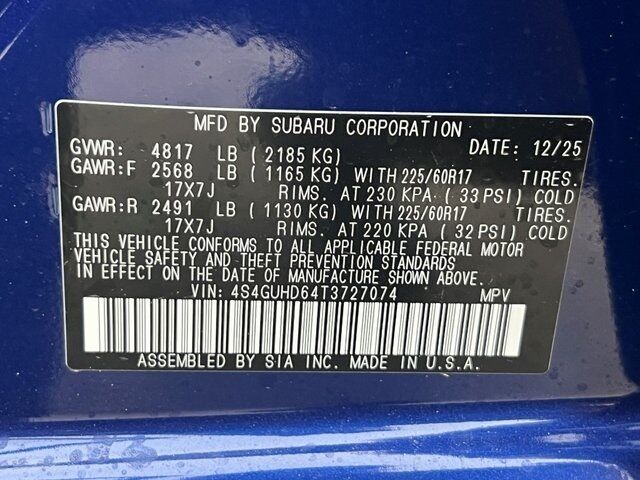 MFD BY SUBARU CORPORATION
GVWR: 4817 LB ( 2185 KG) DATE: 12/25
GAWR:F 2568 LB ( 1165 KG) WITH 225/60R17 TIRES.
17X7J RIMS. AT 230 KPA ( 33 PSI) COLD
GAWR:R 2491 LB ( 1130 KG) WITH 225/60R17 TIRES.
17X7J RIMS. AT 220 KPA ( 32 PSI) COLD
THIS VEHICLE CONFORMS TO ALL APPLICABLE FEDERAL MOTOR
VEHICLE SAFETY AND THEFT PREVENTION STANDARDS
IN EFFECT ON THE DATE OF MANUFACTURE SHOWN ABOVE.
VIN: 4S4GUHD64T3727074 MPV
ASSEMBLED BY SIA INC. MADE IN U.S.A.